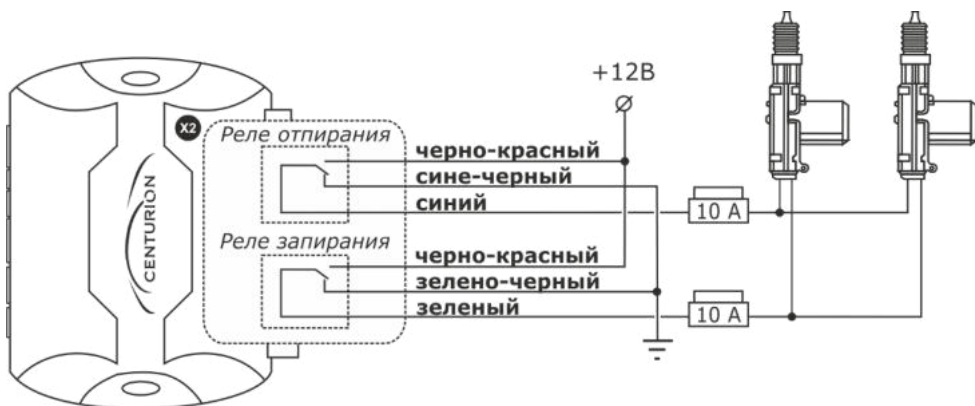 +12В
X2
Реле отпирания
черно-красный
сине-черный
синий
10 А
CENTURION
Реле запирания
черно-красный
зелено-черный
зеленый
10 А